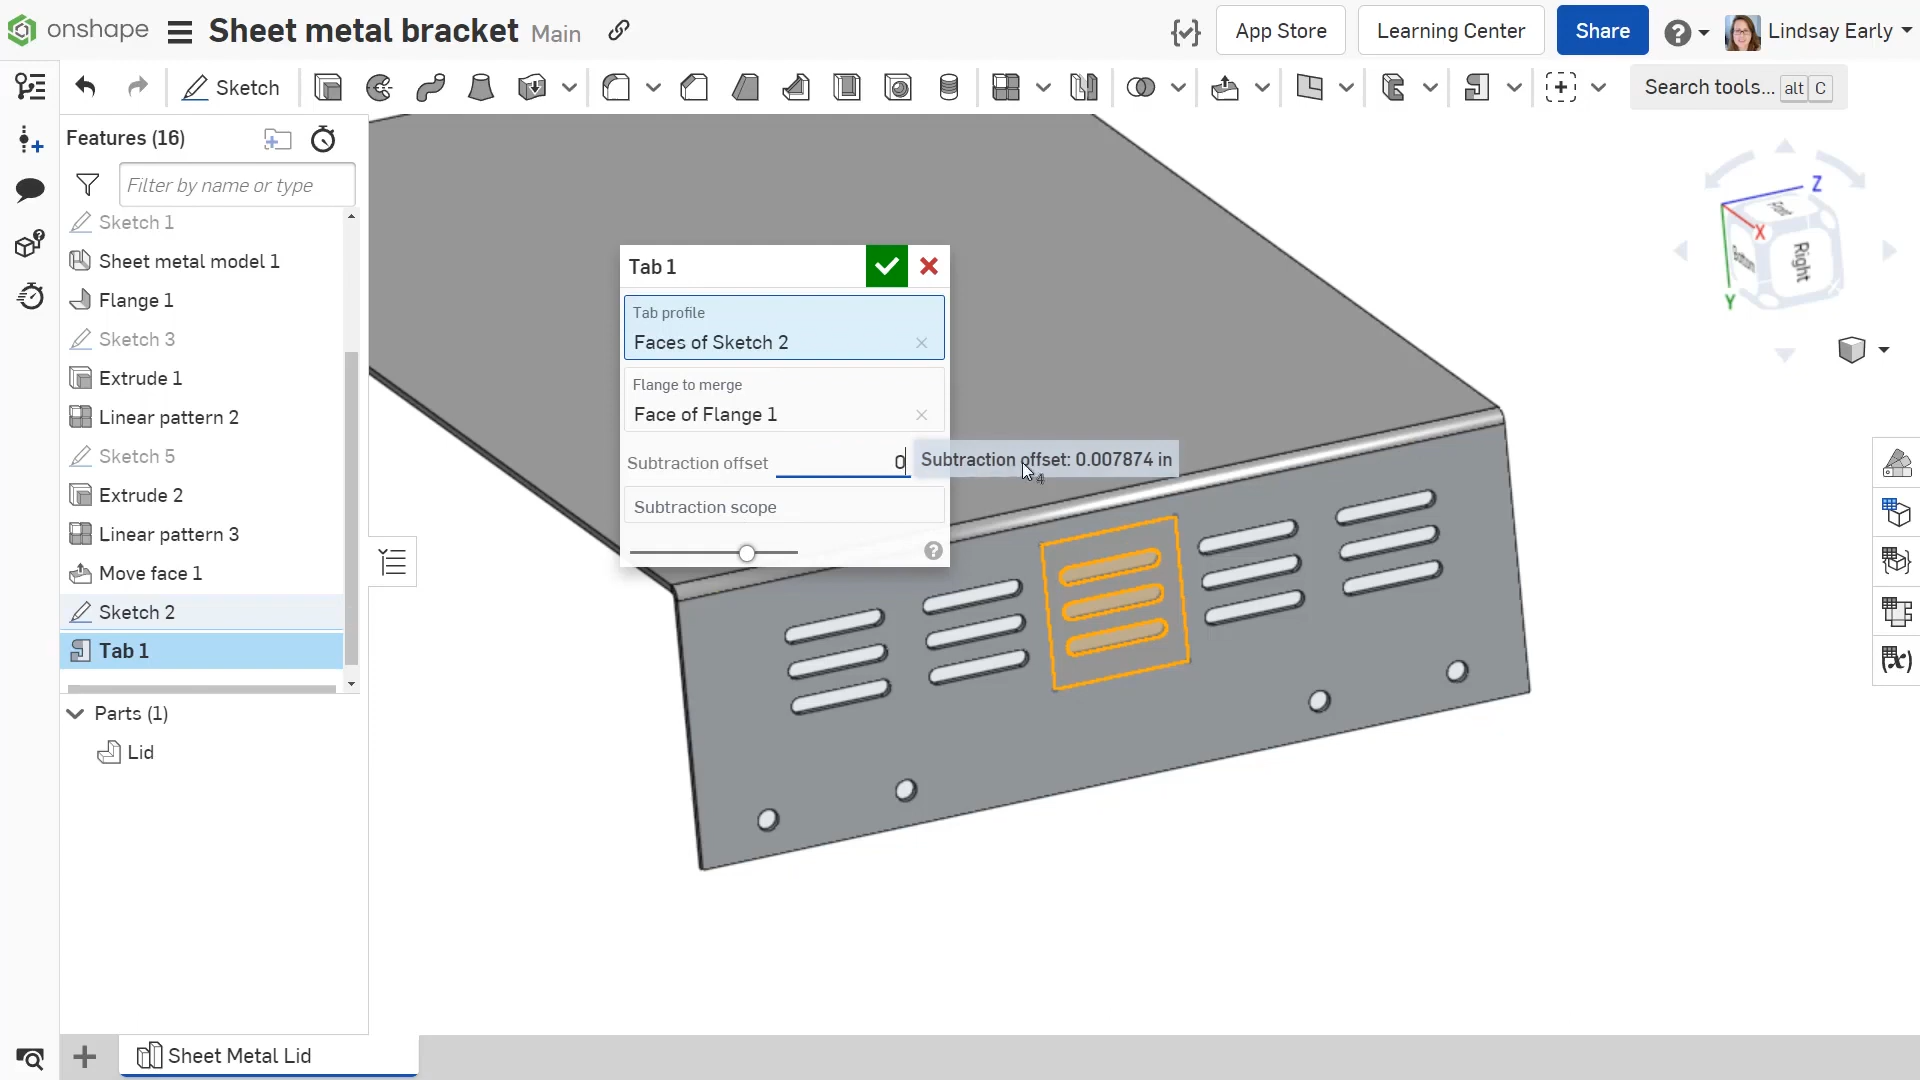 onshape
Sheet metal bracket Main
App Store
Learning Center
Share
Lindsay Early
Sketch
Search tools... alt C
Features (16)
Filter by name or type
Sketch 1
Sheet metal model 1
Flange 1
Sketch 3
Extrude 1
Linear pattern 2
Sketch 5
Extrude 2
Linear pattern 3
Move face 1
Sketch 2
Tab 1
Parts (1)
Lid
Tab 1
Tab profile
Faces of Sketch 2
Flange to merge
Face of Flange 1
Subtraction offset 0
Subtraction offset: 0.007874 in
Subtraction scope
Z
Front
X
Bottom
Right
Y
Sheet Metal Lid